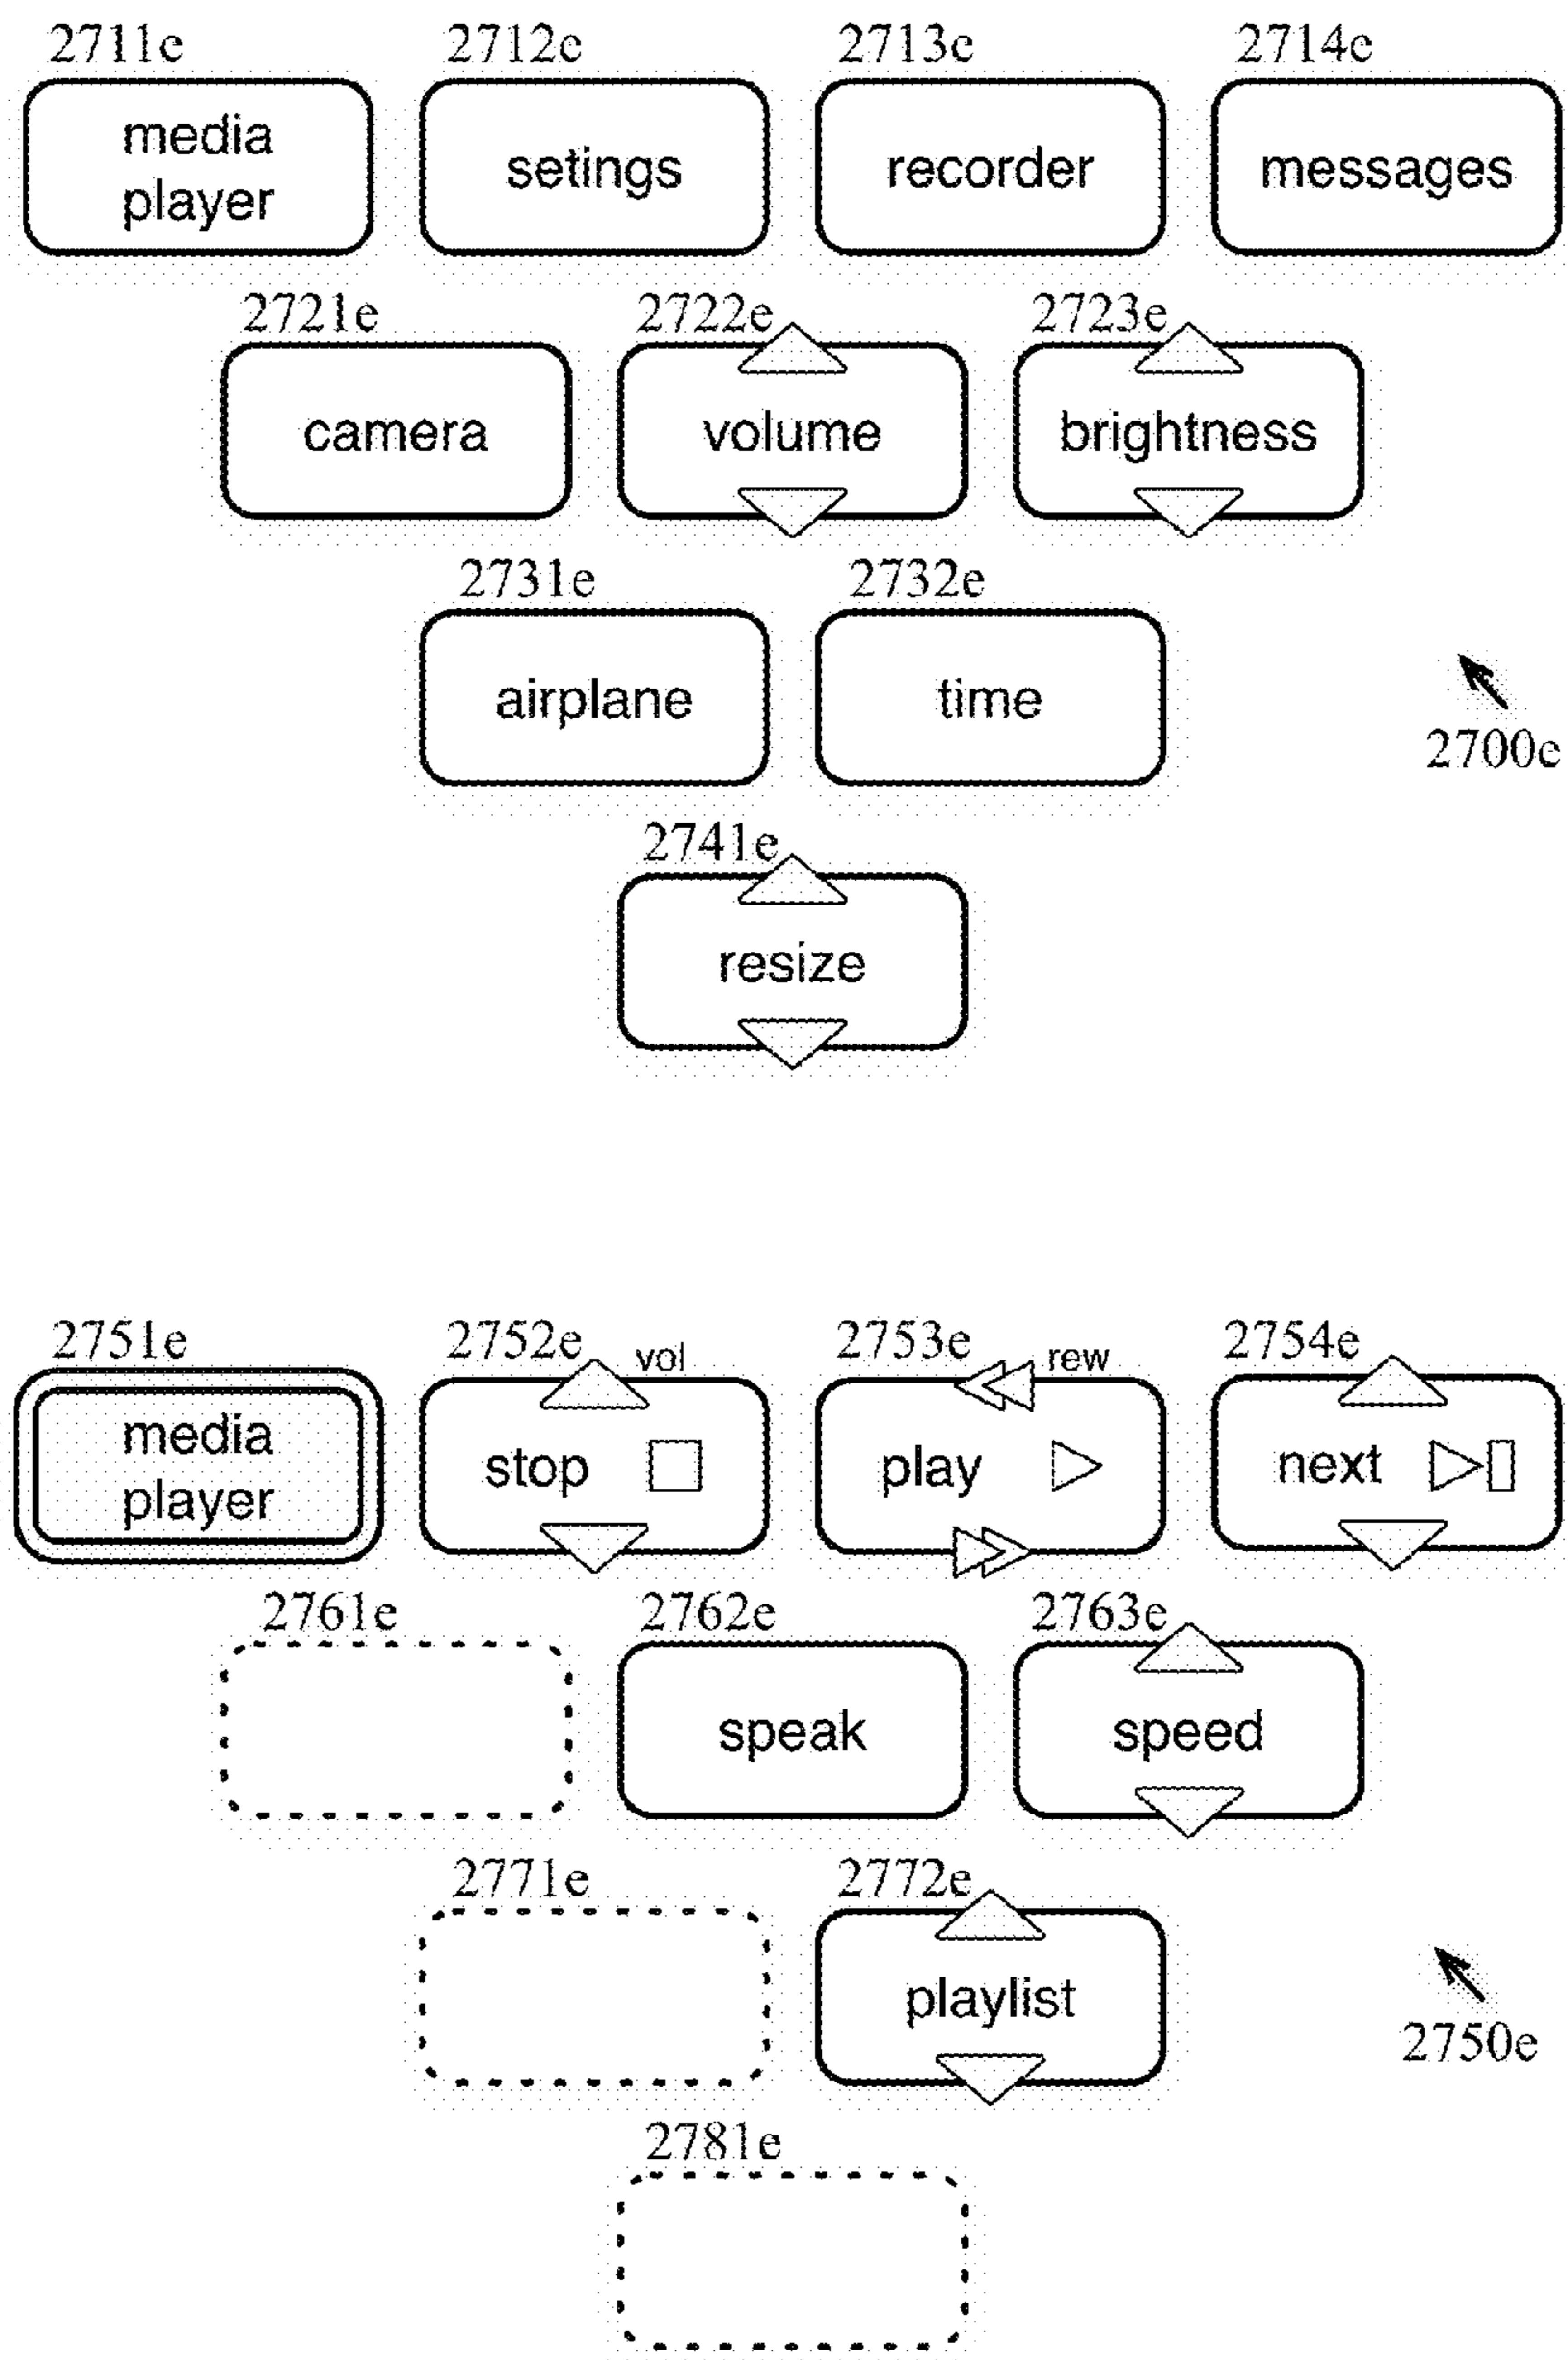 2711e 2712e 2713e 2714e
media
player
setings recorder messages
2721e 2722e 2723e
camera volume brightness
2731e 2732e
airplane time
2700e
2741e
resize
2751e 2752e vol 2753e rew 2754e
media
player
stop play next
2761e 2762e 2763e
speak speed
2771e 2772e
playlist
2750e
2781e